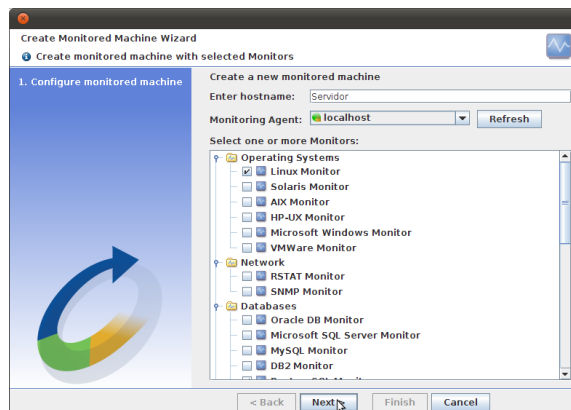 Create Monitored Machine Wizard
Create monitored machine with selected Monitors
1. Configure monitored machine
Create a new monitored machine
Enter hostname: Servidor
Monitoring Agent: localhost Refresh
Select one or more Monitors:
Operating Systems
Linux Monitor
Solaris Monitor
AIX Monitor
HP-UX Monitor
Microsoft Windows Monitor
VMWare Monitor
Network
RSTAT Monitor
SNMP Monitor
Databases
Oracle DB Monitor
Microsoft SQL Server Monitor
MySQL Monitor
DB2 Monitor
< Back Next > Finish Cancel